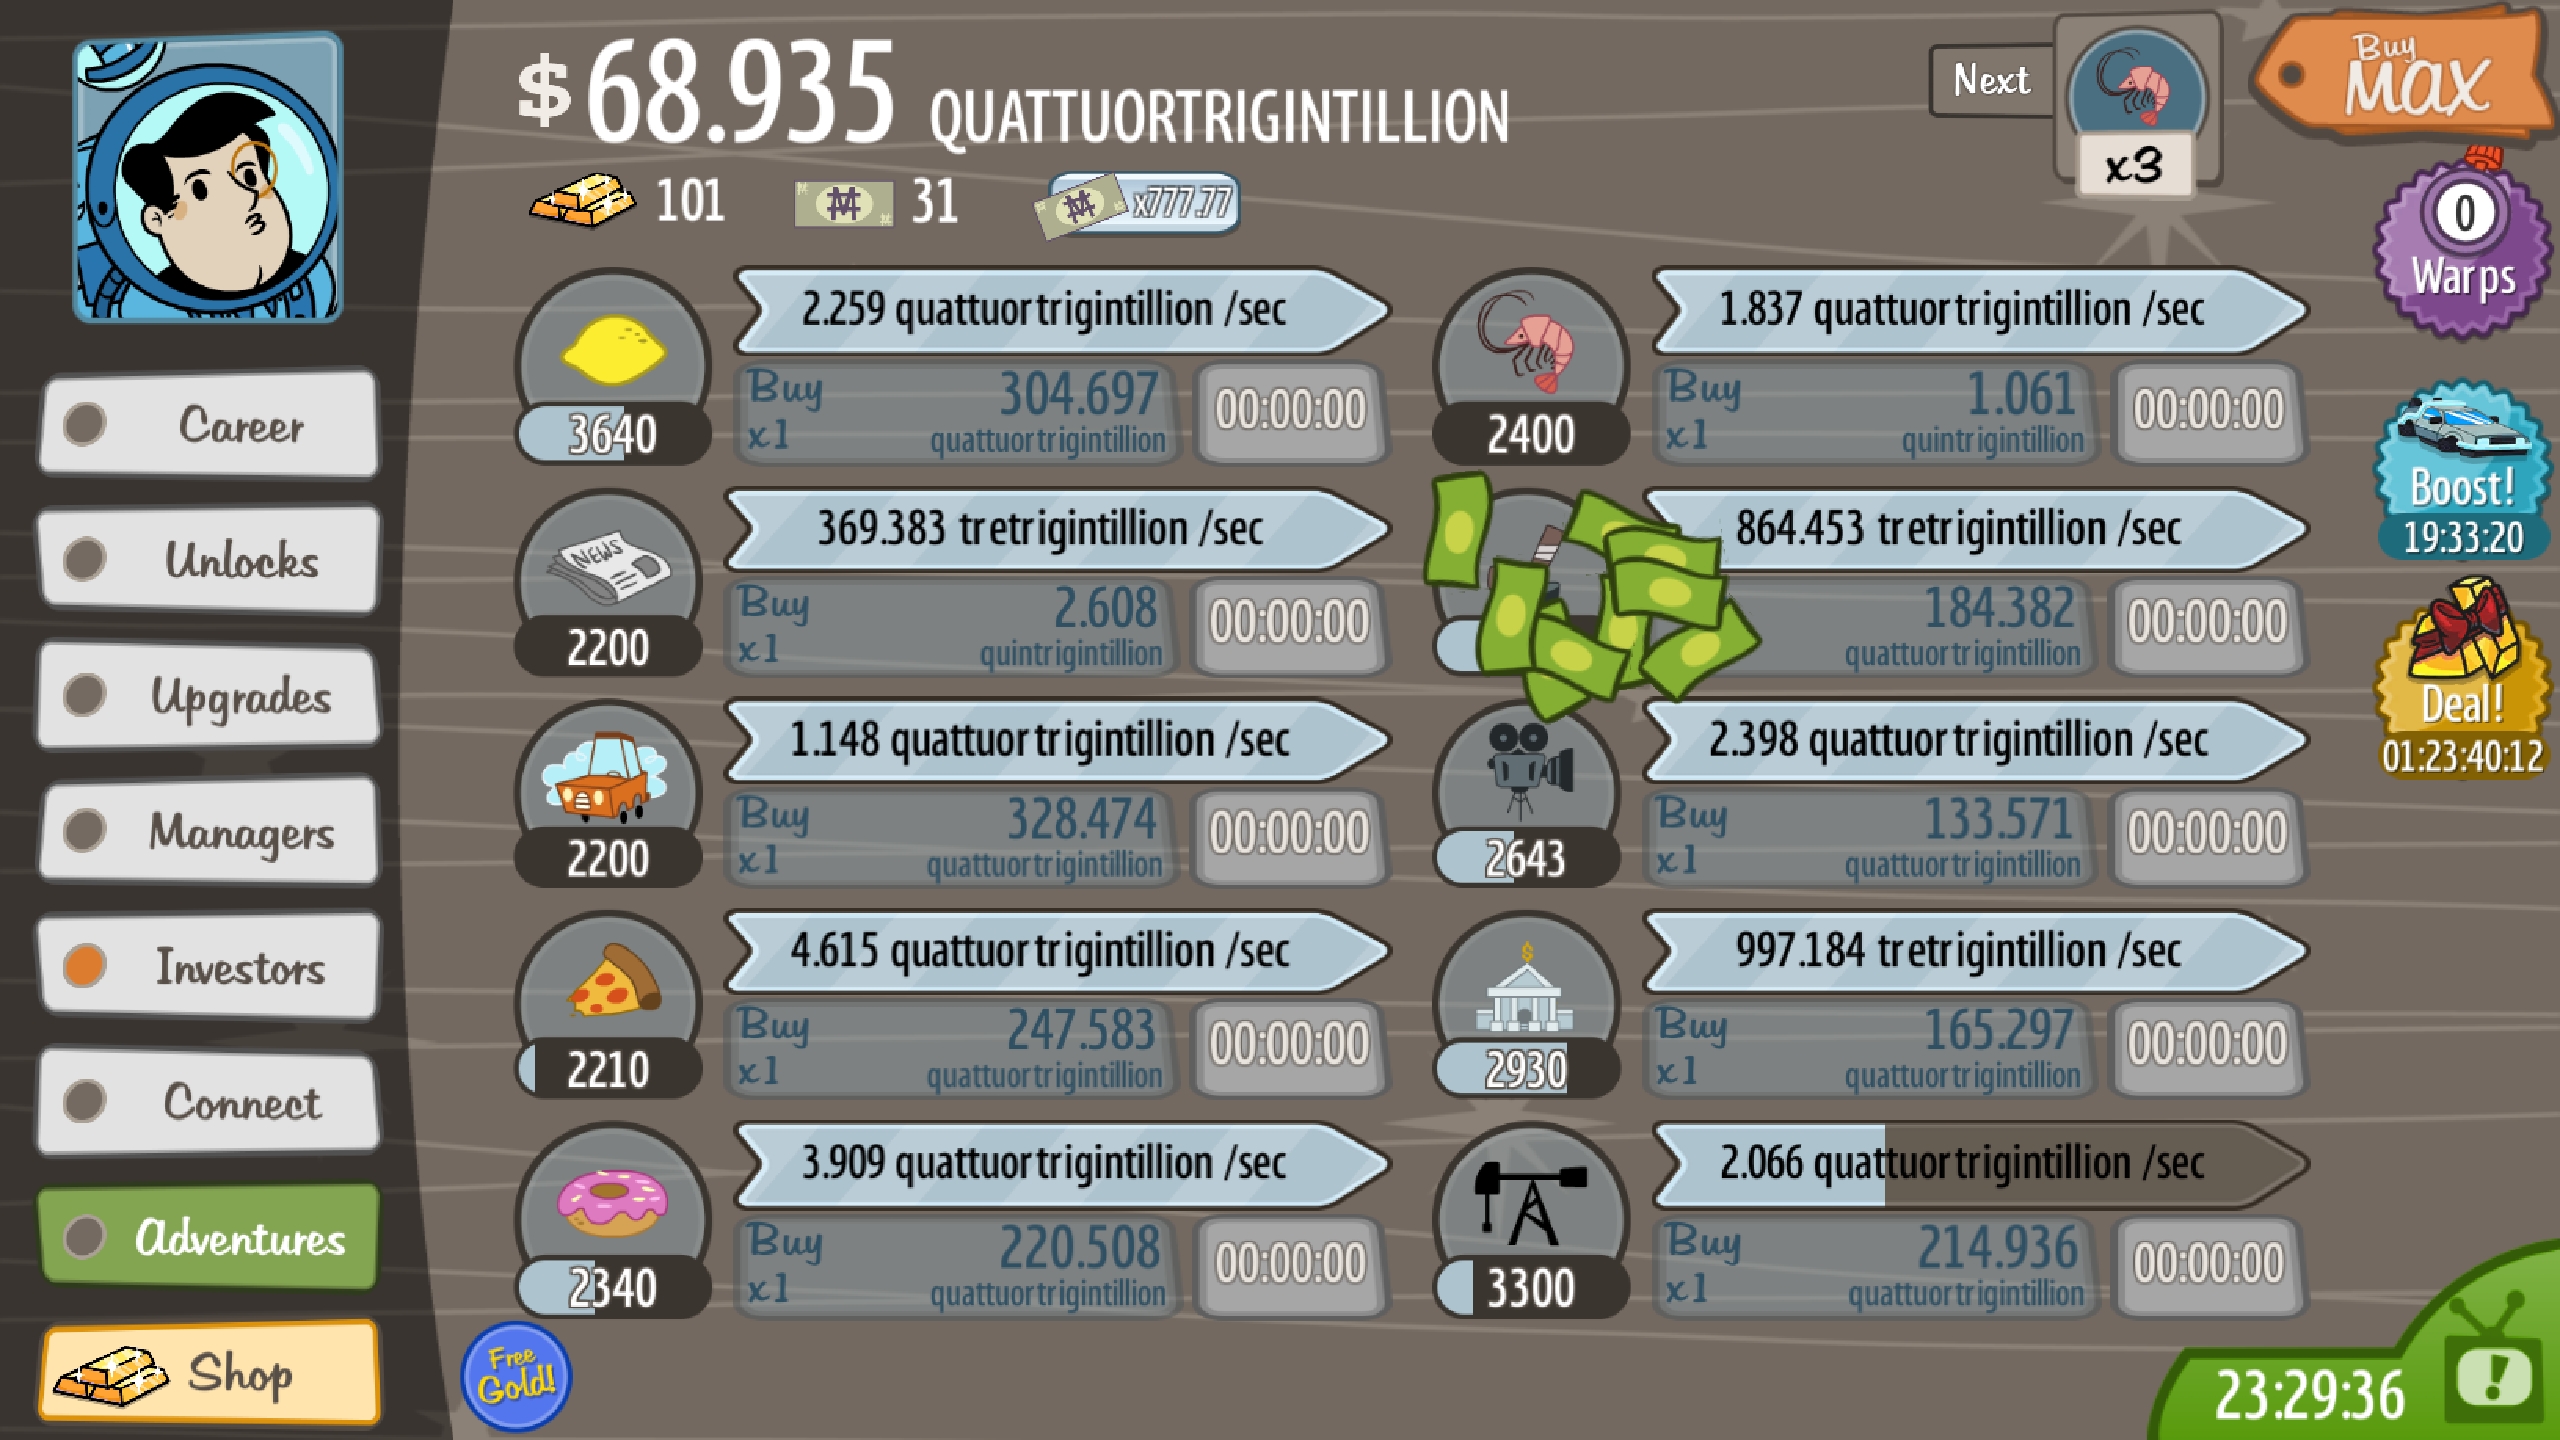 $68.935 QUATTUORTRIGINTILLION
101 31 x777.77
Next
x3
Buy
MAX
0
Warps
Boost!
19:33:20
Deal!
01:23:40:12
Career
Unlocks
Upgrades
Managers
Investors
Connect
Adventures
Shop
2.259 quattuortrigintillion /sec
3640
Buy 304.697
x1 quattuortrigintillion
00:00:00
1.837 quattuortrigintillion /sec
2400
Buy 1.061
x1 quintrigintillion
00:00:00
369.383 tretrigintillion /sec
NEWS
2200
Buy 2.608
x1 quintrigintillion
00:00:00
864.453 tretrigintillion /sec
184.382
quattuortrigintillion
00:00:00
1.148 quattuortrigintillion /sec
2200
Buy 328.474
x1 quattuortrigintillion
00:00:00
2.398 quattuortrigintillion /sec
2643
Buy 133.571
x1 quattuortrigintillion
00:00:00
4.615 quattuortrigintillion /sec
2210
Buy 247.583
x1 quattuortrigintillion
00:00:00
997.184 tretrigintillion /sec
$
2930
Buy 165.297
x1 quattuortrigintillion
00:00:00
3.909 quattuortrigintillion /sec
2340
Buy 220.508
x1 quattuortrigintillion
00:00:00
2.066 quattuortrigintillion /sec
3300
Buy 214.936
x1 quattuortrigintillion
00:00:00
Free
Gold!
23:29:36
!